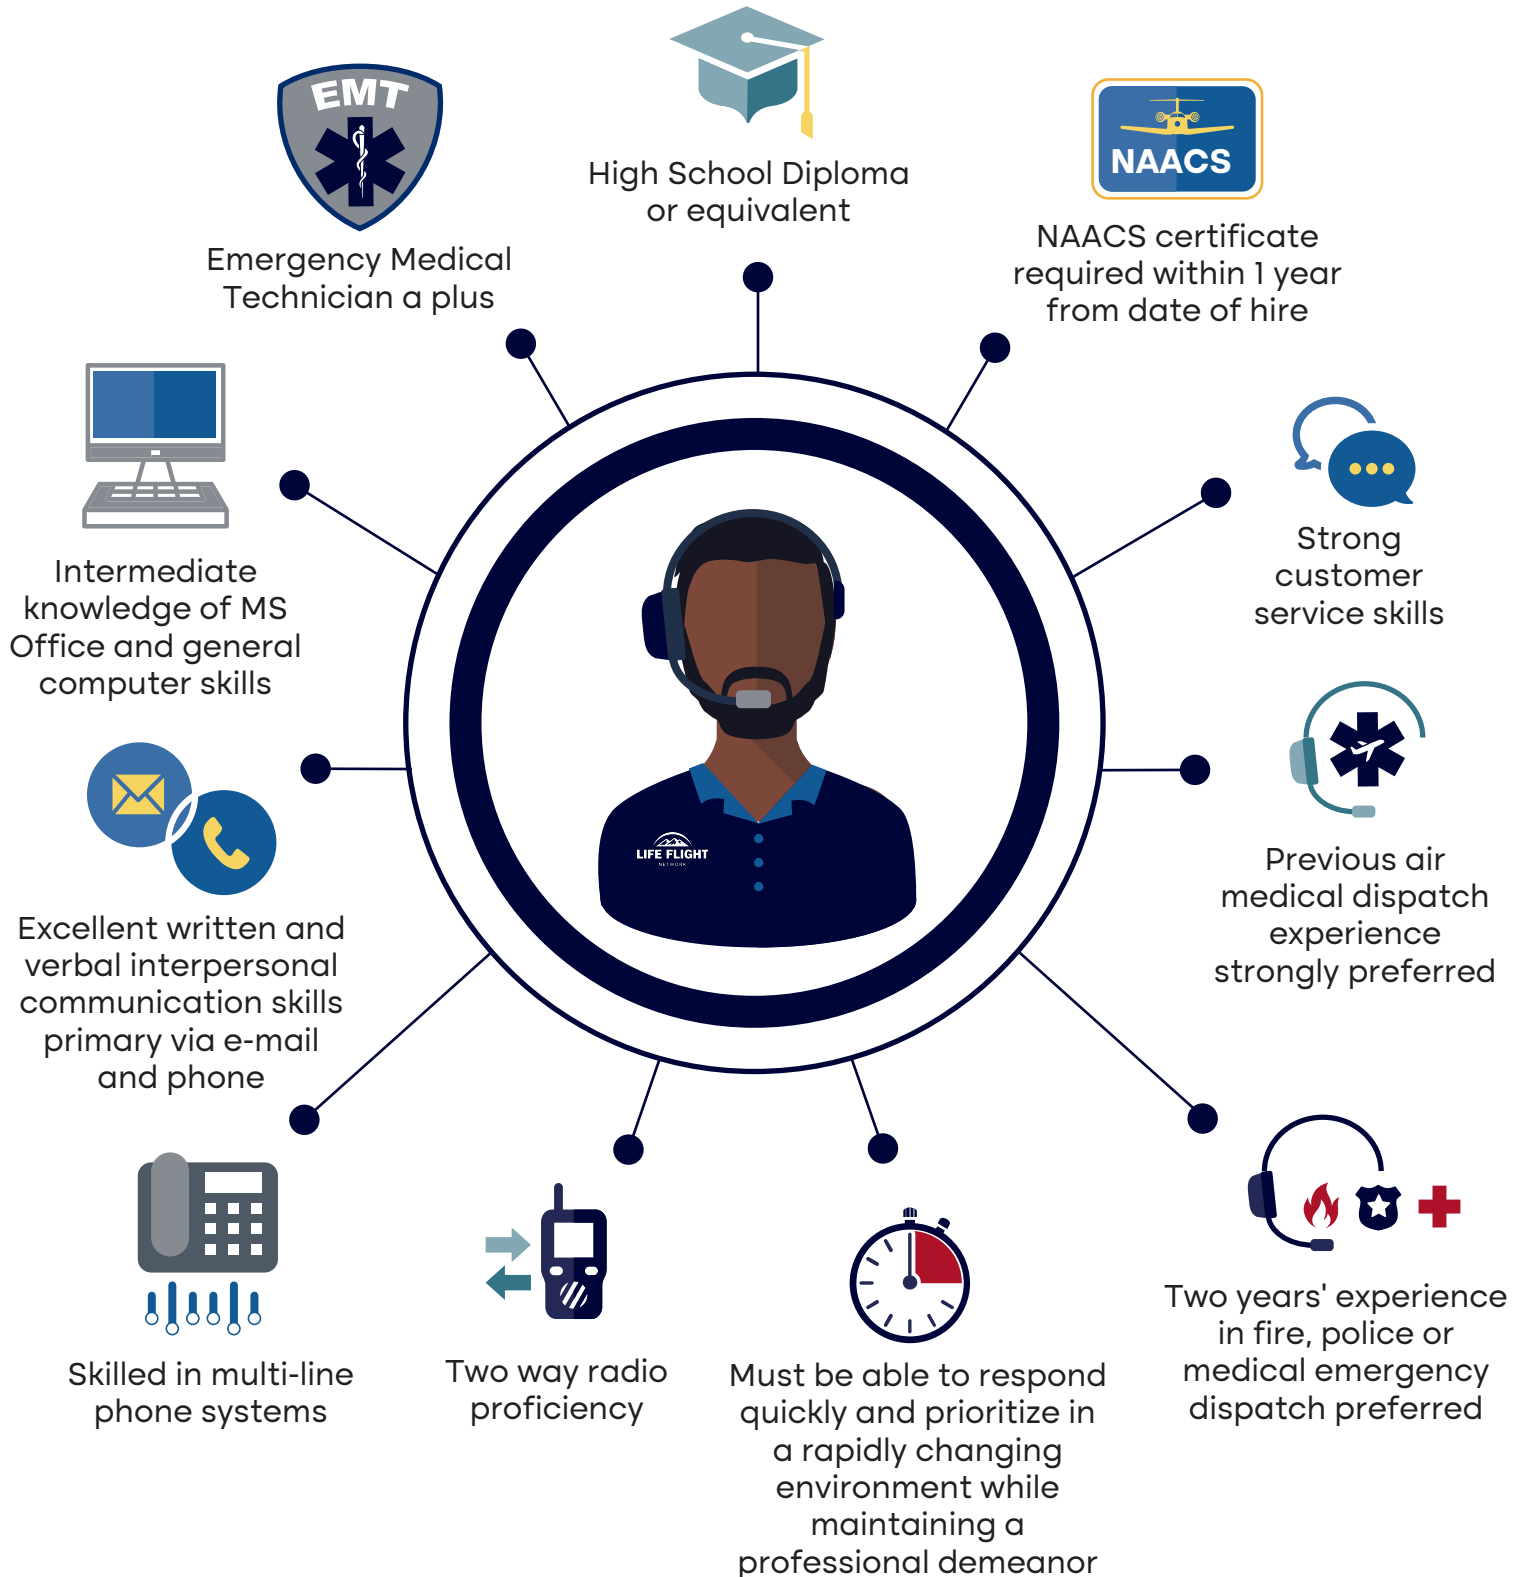 EMT
Emergency Medical
Technician a plus
High School Diploma
or equivalent
NAACS
NAACS certificate
required within 1 year
from date of hire
Strong
customer
service skills
Previous air
medical dispatch
experience
strongly preferred
Two years' experience
in fire, police or
medical emergency
dispatch preferred
Must be able to respond
quickly and prioritize in
a rapidly changing
environment while
maintaining a
professional demeanor
Two way radio
proficiency
Skilled in multi-line
phone systems
Excellent written and
verbal interpersonal
communication skills
primary via e-mail
and phone
Intermediate
knowledge of MS
Office and general
computer skills
LIFE FLIGHT
NETWORK